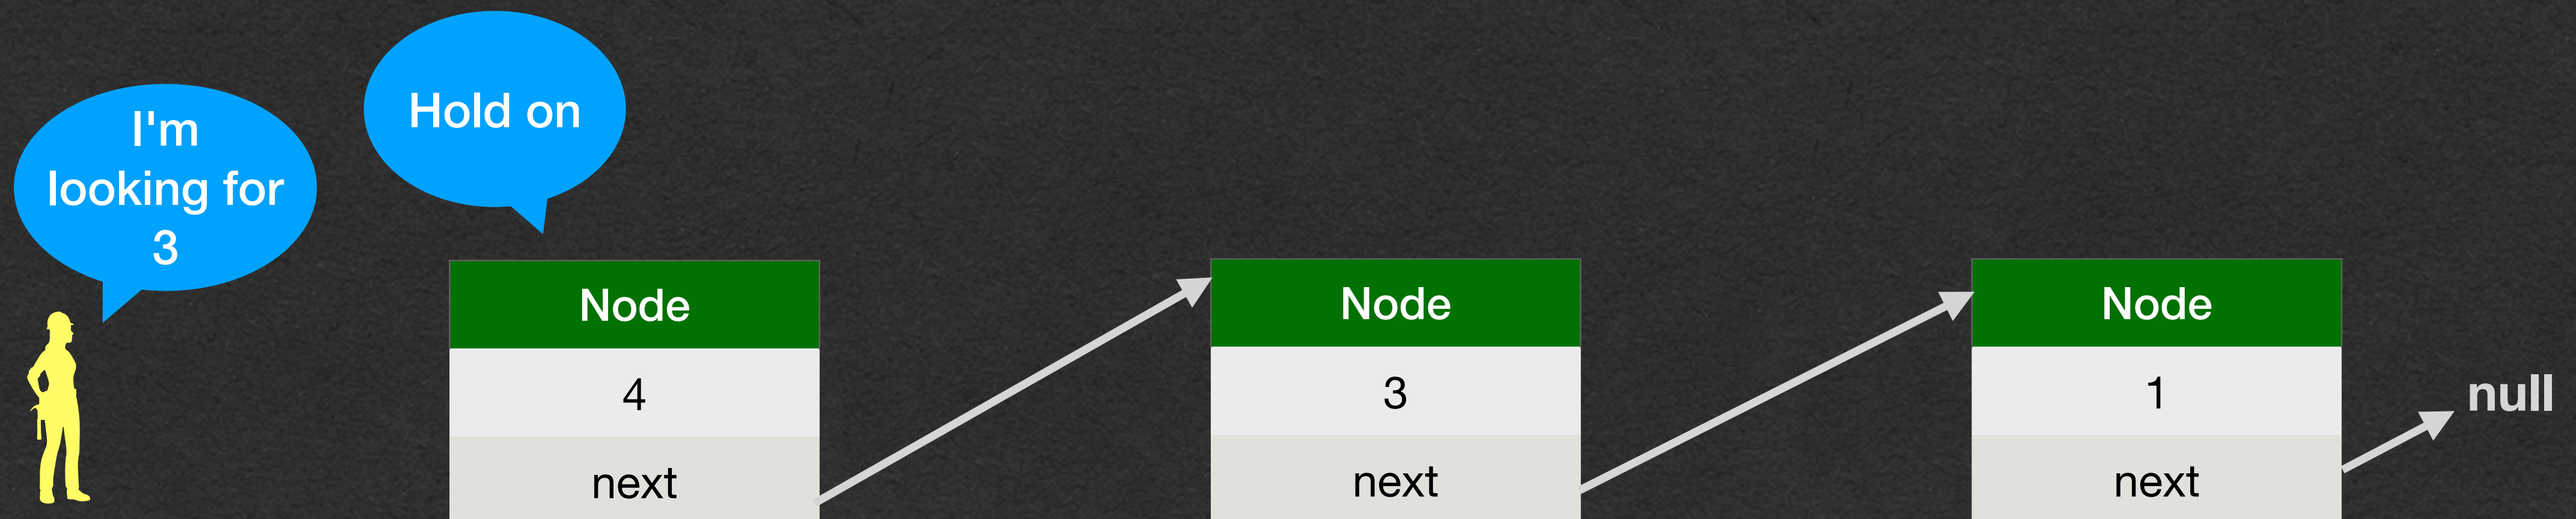 I'm
looking for
3
Hold on
Node
4
next
Node
3
next
Node
1
next
null